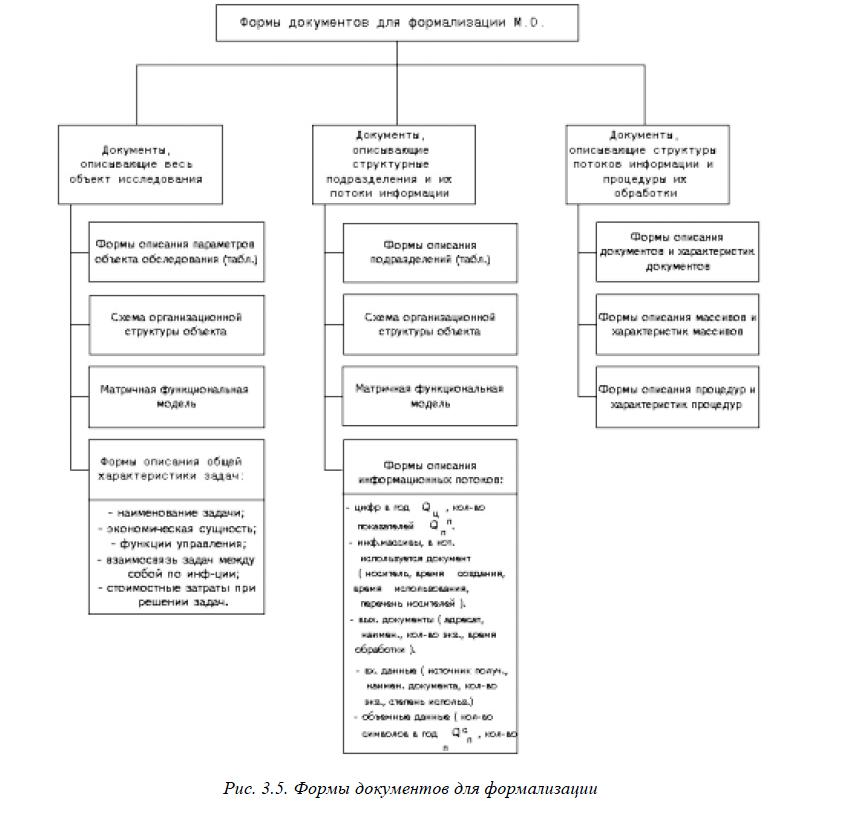 Формы документов для формализации М.О.
Документы,
описывающие весь
объект исследования
Формы описания параметров
объекта обследования (табл.)
Схема организационной
структуры объекта
Матричная функциональная
модель
Формы описания общей
характеристики задач:
- наименование задачи;
- экономическая сущность;
- функции управления;
- взаимосвязь задач между
собой по инф-ции;
- стоимостные затраты при
решении задач.
Документы,
описывающие
структурные
подразделения и их
потоки информации
Формы описания
подразделений (табл.)
Схема организационной
структуры объекта
Матричная функциональная
модель
Формы описания
информационных потоков:
- цифр в год Qц , кол-во
показателей Qпп.
- инф.массивы, в кот.
используется документ
( носитель, время создания,
время использования,
перечень носителей ).
- вых. документы ( адресат,
наимен., кол-во экз., время
обработки ).
- вх. данные ( источник получ.,
наимен. документа, кол-во
экз., степень использ.)
- объемные данные ( кол-во
символов в год Qсп , кол-во
п
Документы,
описывающие структуры
потоков информации и
процедуры их
обработки
Формы описания
документов и характеристик
документов
Формы описания массивов и
характеристик массивов
Формы описания процедур и
характеристик процедур
Рис. 3.5. Формы документов для формализации